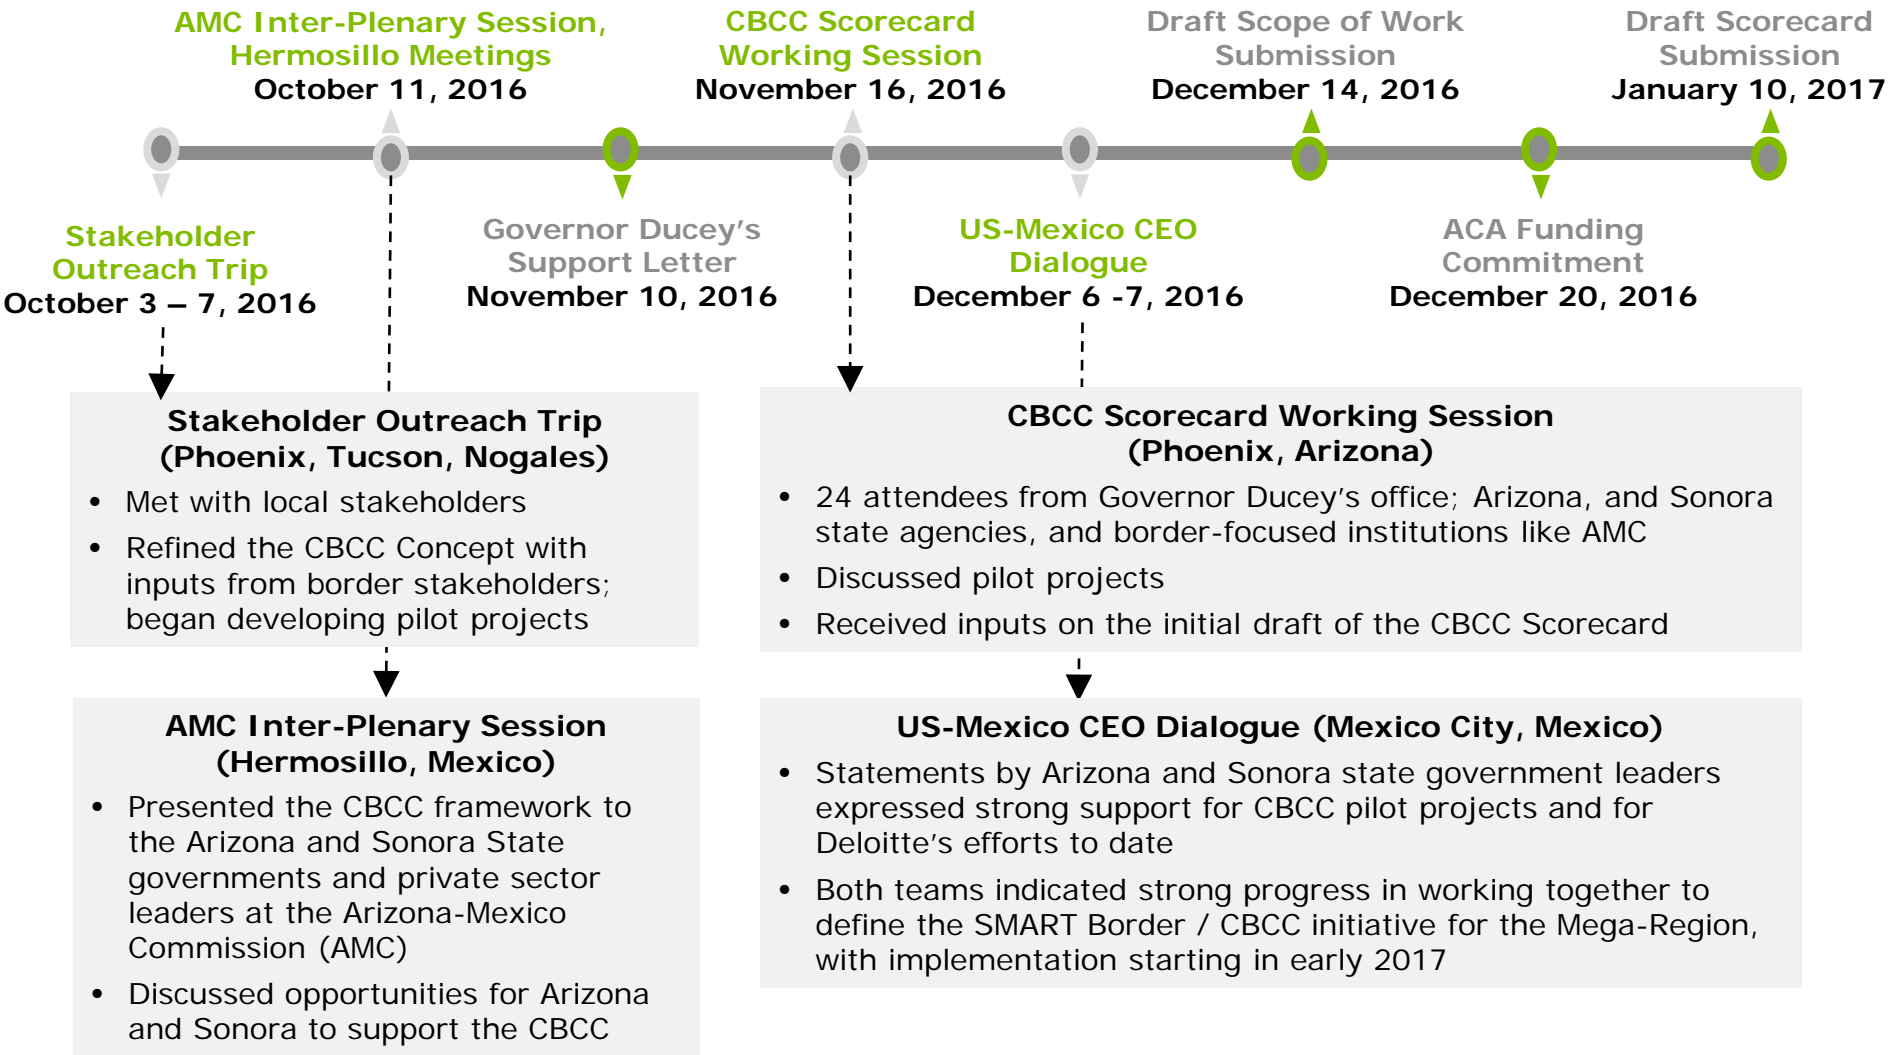 AMC Inter-Plenary Session,
Hermosillo Meetings
October 11, 2016
CBCC Scorecard
Working Session
November 16, 2016
Draft Scope of Work
Submission
December 14, 2016
Draft Scorecard
Submission
January 10, 2017
Stakeholder
Outreach Trip
October 3 – 7, 2016
Governor Ducey’s
Support Letter
November 10, 2016
US-Mexico CEO
Dialogue
December 6 -7, 2016
ACA Funding
Commitment
December 20, 2016
Stakeholder Outreach Trip
(Phoenix, Tucson, Nogales)
• Met with local stakeholders
• Refined the CBCC Concept with
inputs from border stakeholders;
began developing pilot projects
AMC Inter-Plenary Session
(Hermosillo, Mexico)
• Presented the CBCC framework to
the Arizona and Sonora State
governments and private sector
leaders at the Arizona-Mexico
Commission (AMC)
• Discussed opportunities for Arizona
and Sonora to support the CBCC
CBCC Scorecard Working Session
(Phoenix, Arizona)
• 24 attendees from Governor Ducey’s office; Arizona, and Sonora
state agencies, and border-focused institutions like AMC
• Discussed pilot projects
• Received inputs on the initial draft of the CBCC Scorecard
US-Mexico CEO Dialogue (Mexico City, Mexico)
• Statements by Arizona and Sonora state government leaders
expressed strong support for CBCC pilot projects and for
Deloitte’s efforts to date
• Both teams indicated strong progress in working together to
define the SMART Border / CBCC initiative for the Mega-Region,
with implementation starting in early 2017